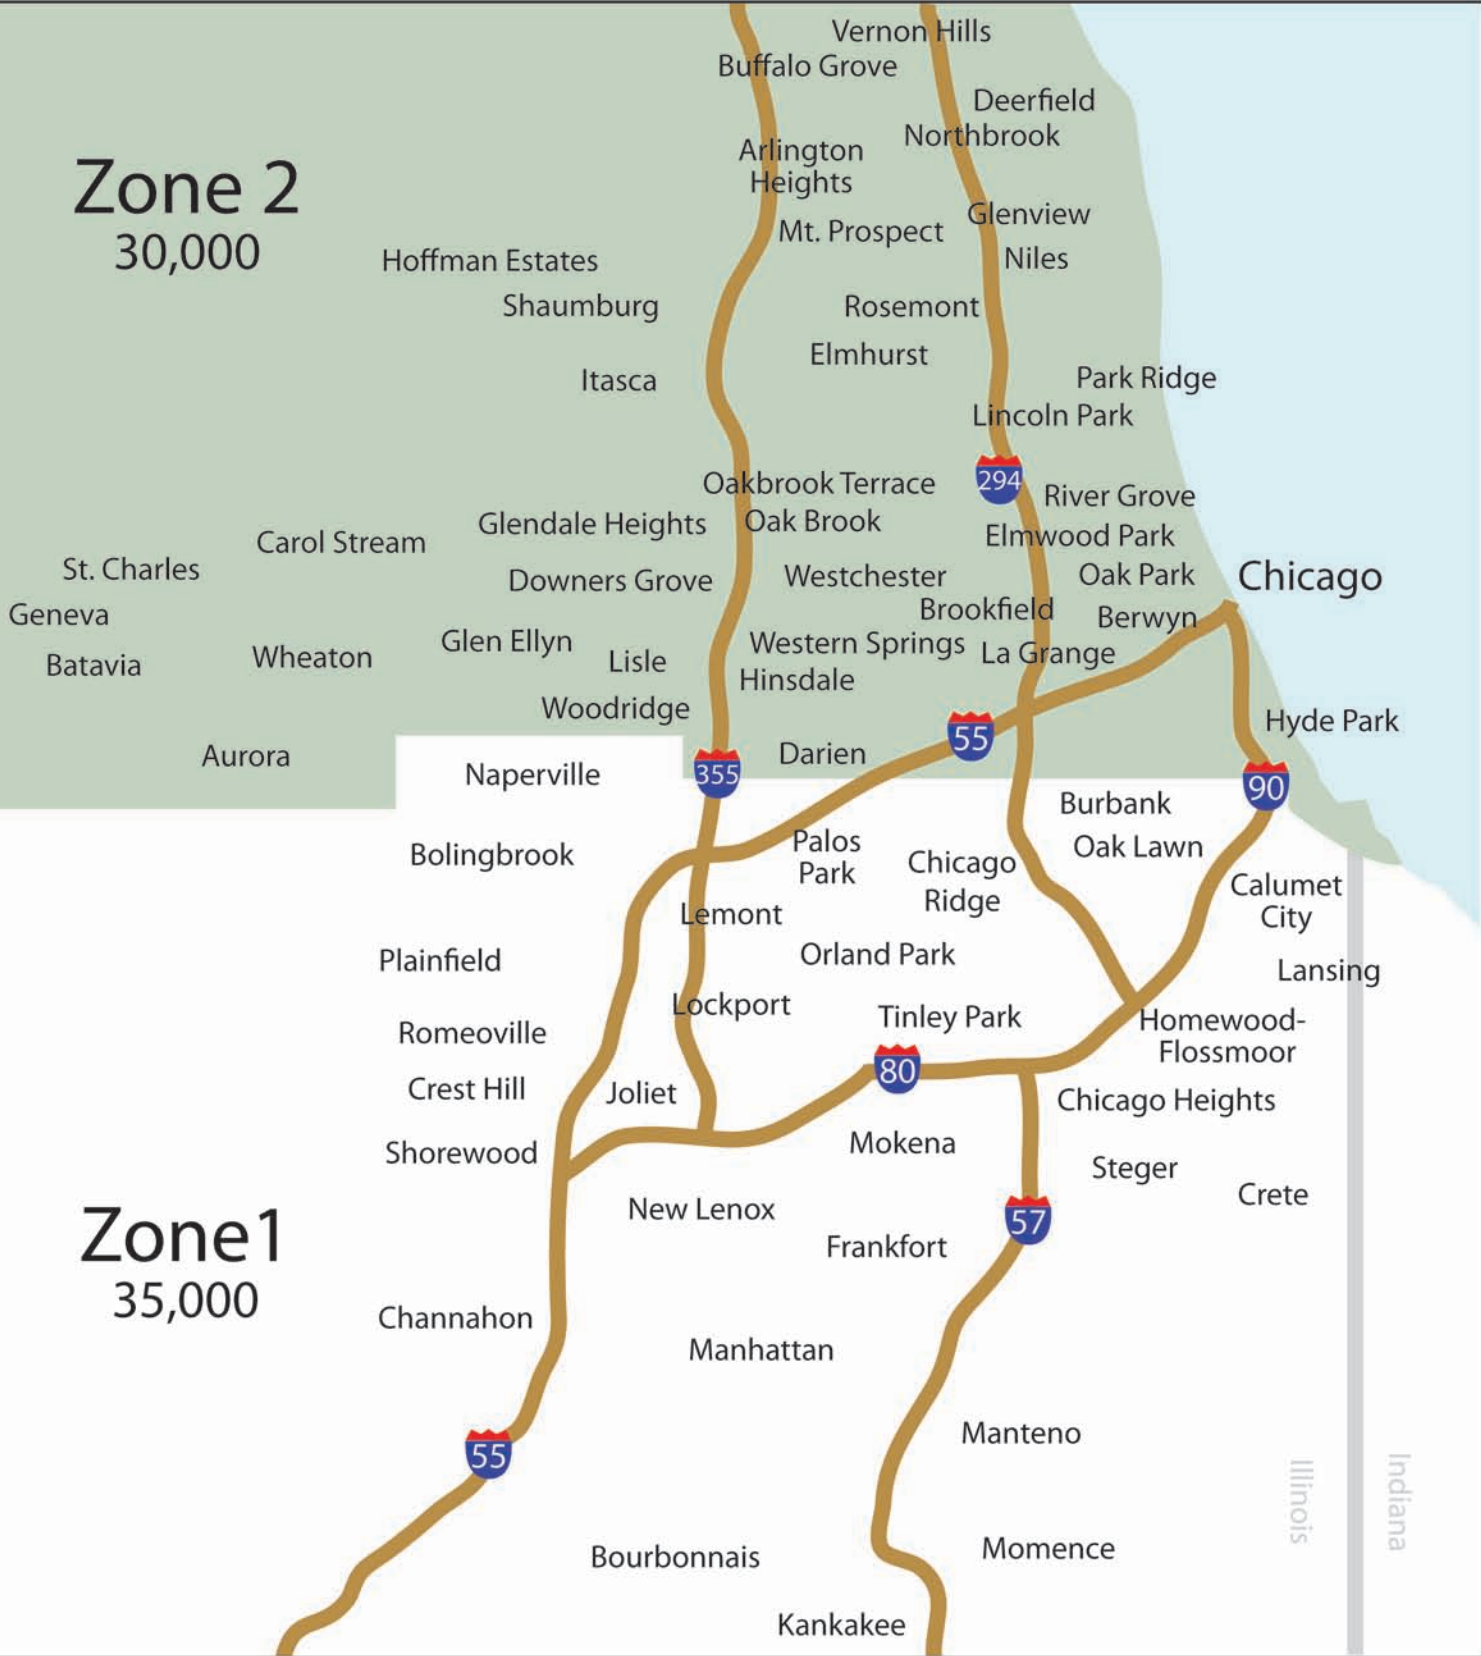 Vernon Hills
Buffalo Grove
Deerfield
Northbrook
Arlington
Heights
Zone 2
30,000
Glenview
Mt. Prospect
Niles
Hoffman Estates
Shaumburg
Rosemont
Elmhurst
Itasca
Park Ridge
Lincoln Park
294
Oakbrook Terrace
River Grove
Glendale Heights
Oak Brook
Elmwood Park
Carol Stream
St. Charles
Downers Grove
Westchester
Oak Park
Chicago
Geneva
Brookfield
Berwyn
Glen Ellyn
Western Springs
La Grange
Batavia
Wheaton
Lisle
Hinsdale
Woodridge
Hyde Park
55
Aurora
Darien
Naperville
355
90
Burbank
Bolingbrook
Palos
Park
Oak Lawn
Chicago
Ridge
Calumet
City
Lemont
Plainfield
Orland Park
Lansing
Lockport
Tinley Park
Homewood-
Flossmoor
Romeoville
80
Crest Hill
Joliet
Chicago Heights
Shorewood
Mokena
Steger
Crete
New Lenox
57
Zone1
35,000
Frankfort
Channahon
Manhattan
Manteno
55
Illinois
Indiana
Bourbonnais
Momence
Kankakee